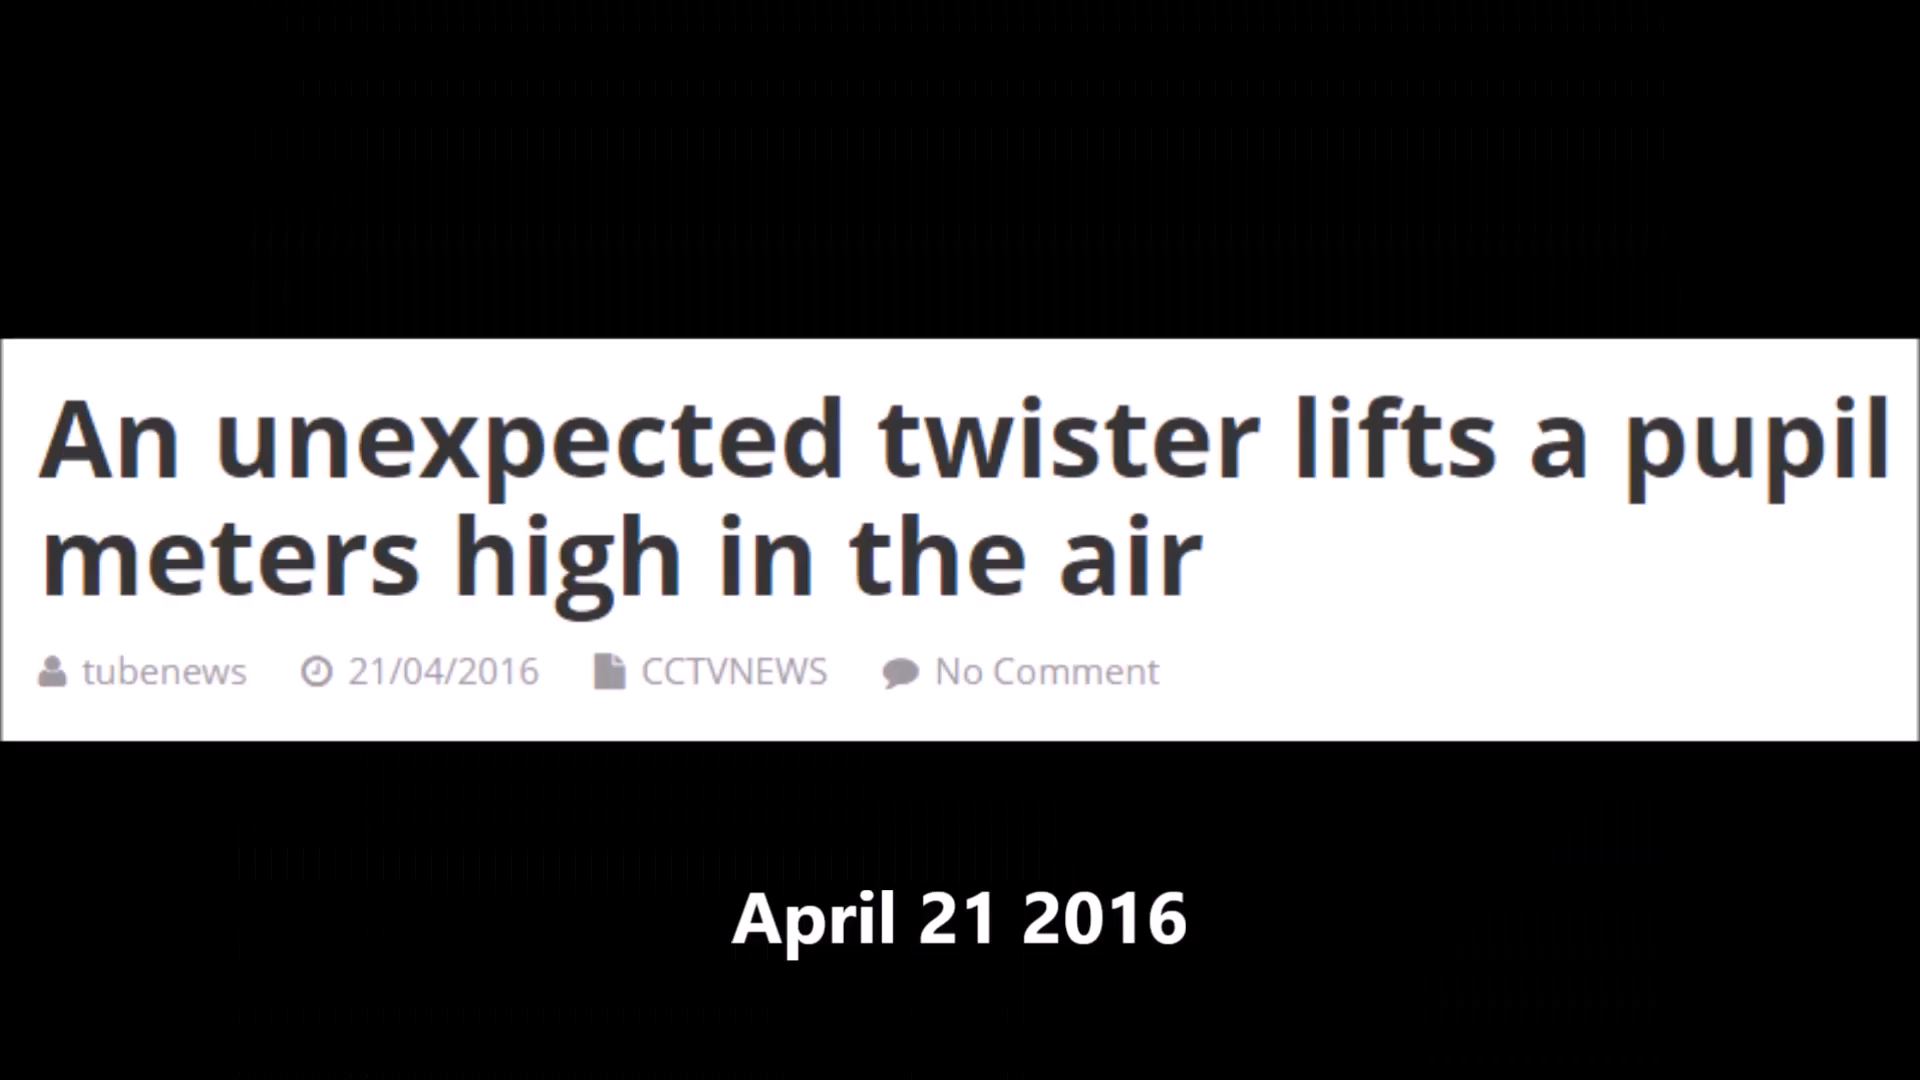 An unexpected twister lifts a pupil
meters high in the air
tubenews 21/04/2016 CCTVNEWS No Comment
April 21 2016